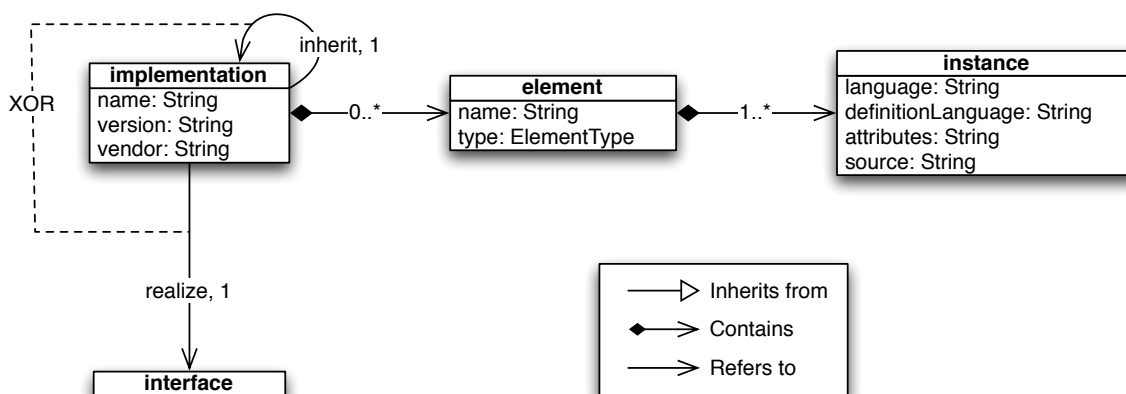 inherit, 1
XOR
implementation
name: String
version: String
vendor: String
0..*
element
name: String
type: ElementType
1..*
instance
language: String
definitionLanguage: String
attributes: String
source: String
realize, 1
interface
Inherits from
Contains
Refers to